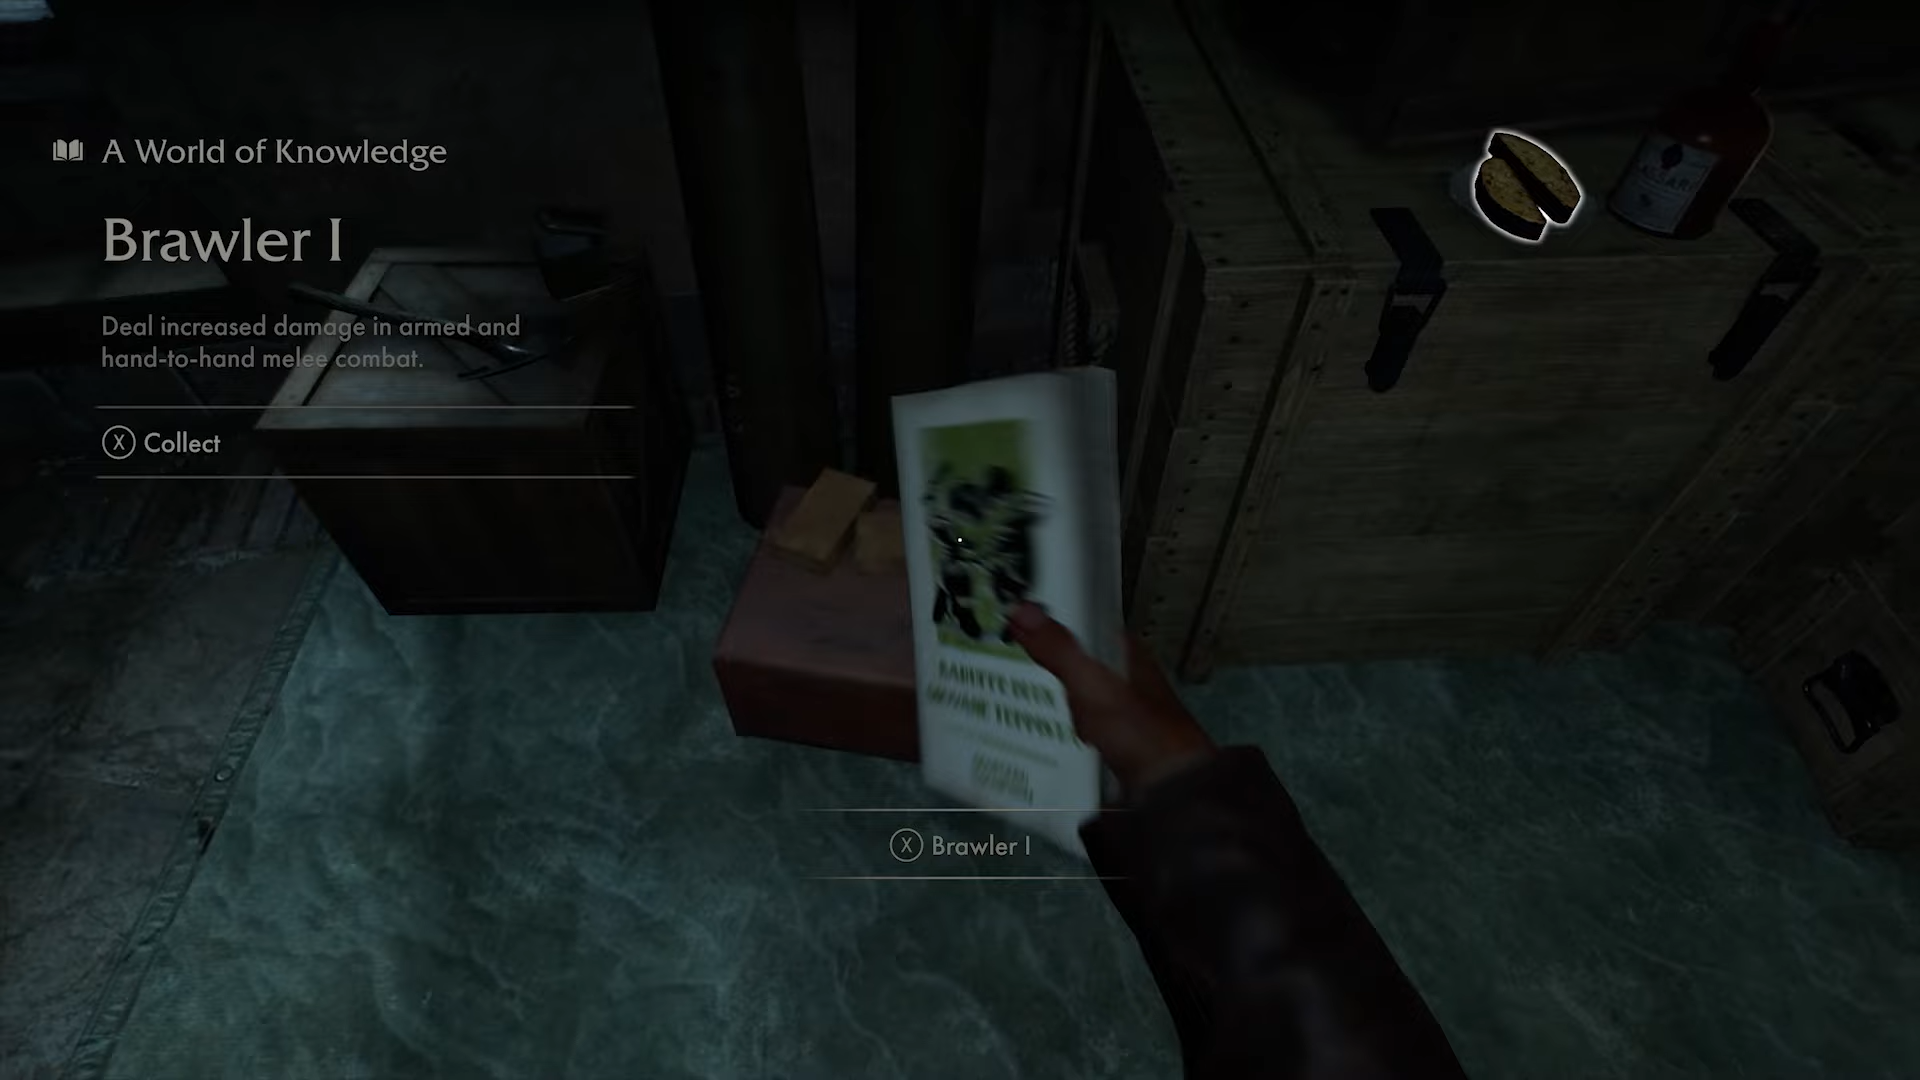 A World of Knowledge
Brawler I
Deal increased damage in armed and
hand-to-hand melee combat.
X Collect
X Brawler I